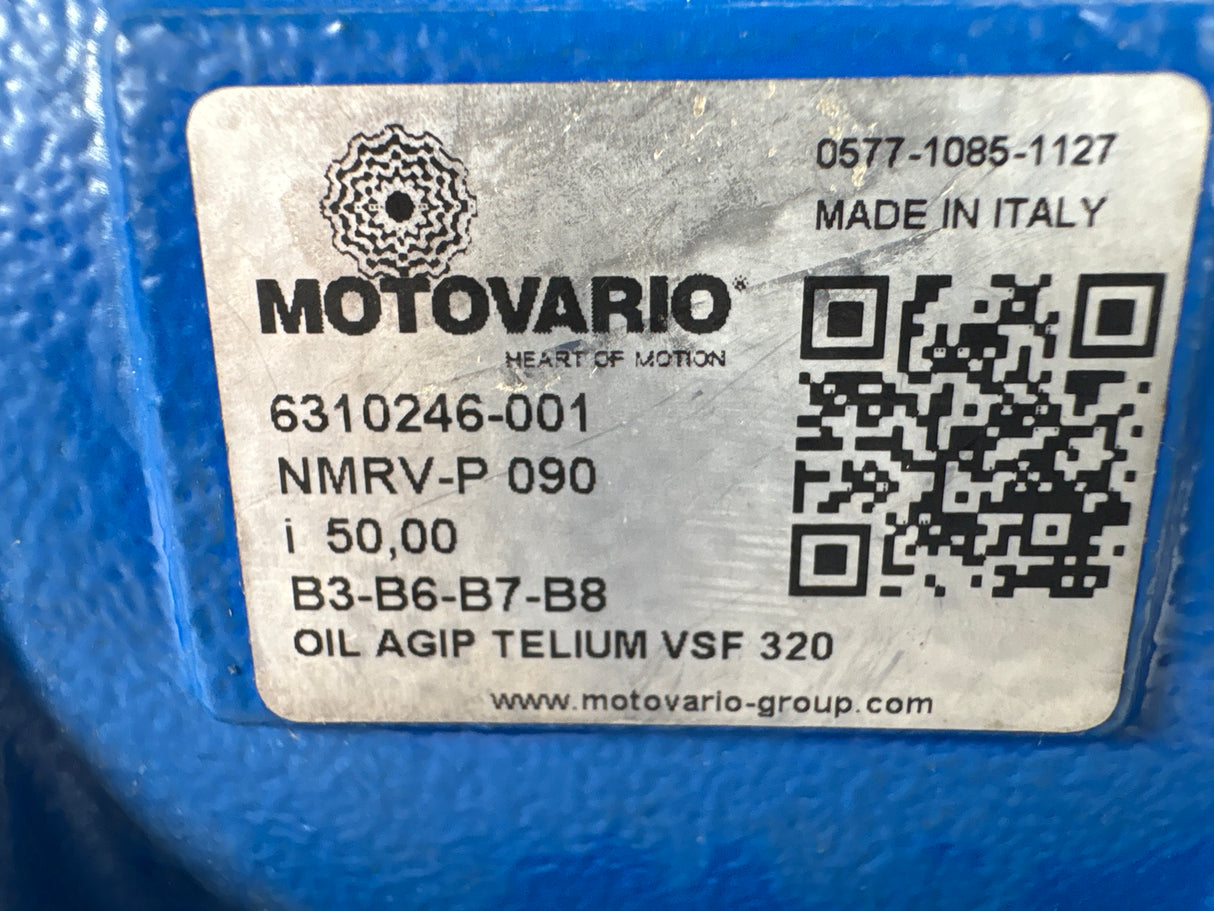 0577-1085-1127
MADE IN ITALY
MOTOVARIO
HEART OF MOTION
6310246-001
NMRV-P 090
i 50,00
B3-B6-B7-B8
OIL AGIP TELIUM VSF 320
www.motovario-group.com